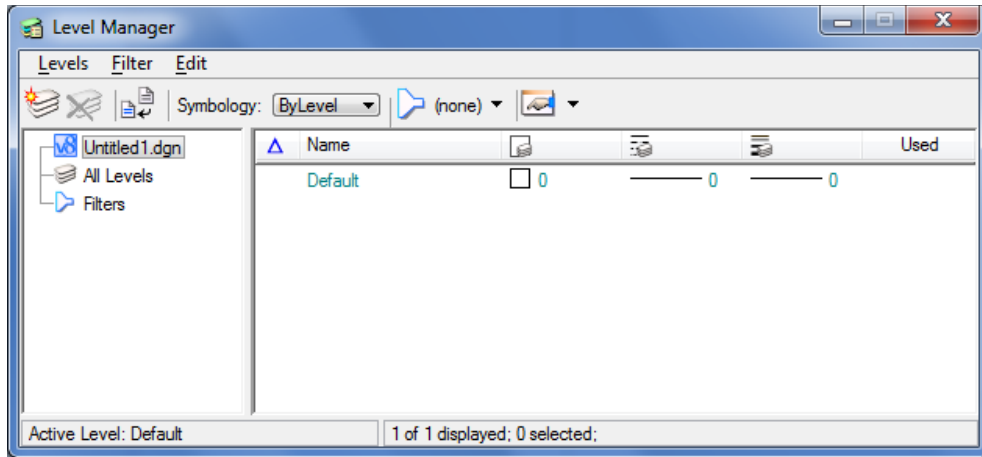 Level Manager
Levels Filter Edit
Symbology: ByLevel (none)
V8 Untitled1.dgn
All Levels
Filters
Name Used
Default 0 0 0
Active Level: Default
1 of 1 displayed; 0 selected;